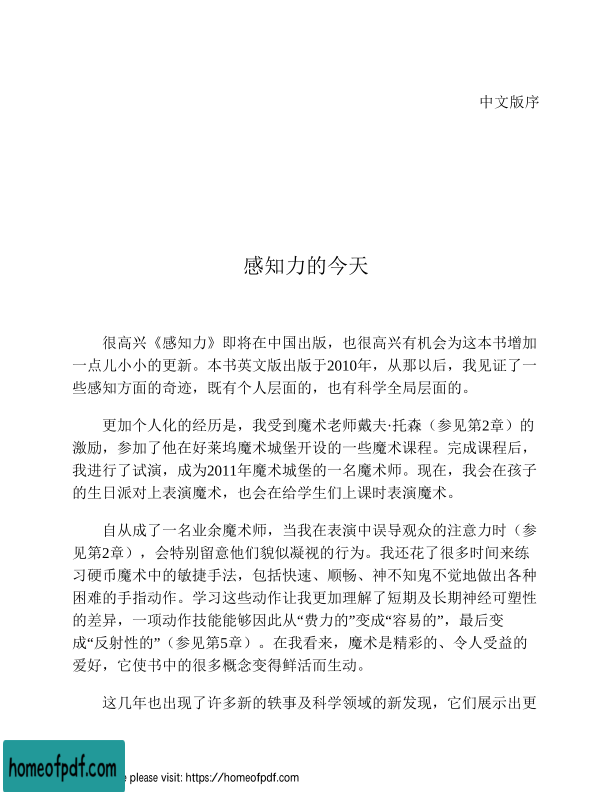 中文版序
感知力的今天
很高兴《感知力》即将在中国出版，也很高兴有机会为这本书增加
一点儿小小的更新。本书英文版出版于2010年，从那以后，我见证了一
些感知方面的奇迹，既有个人层面的，也有科学全局层面的。
更加个人化的经历是，我受到魔术老师戴夫·托森（参见第2章）的
激励，参加了他在好莱坞魔术城堡开设的一些魔术课程。完成课程后，
我进行了试演，成为2011年魔术城堡的一名魔术师。现在，我会在孩子
的生日派对上表演魔术，也会在给学生们上课时表演魔术。
自从成了一名业余魔术师，当我在表演中误导观众的注意力时（参
见第2章），会特别留意他们貌似凝视的行为。我还花了很多时间来练
习硬币魔术中的敏捷手法，包括快速、顺畅、神不知鬼不觉地做出各种
困难的手指动作。学习这些动作让我更加理解了短期及长期神经可塑性
的差异，一项动作技能能够因此从“费力的”变成“容易的”，最后变
成“反射性的”（参见第5章）。在我看来，魔术是精彩的、令人受益的
爱好，它使书中的很多概念变得鲜活而生动。
这几年也出现了许多新的轶事及科学领域的新发现，它们展示出更
homeofpdf.com
e please visit: https://homeofpdf.com